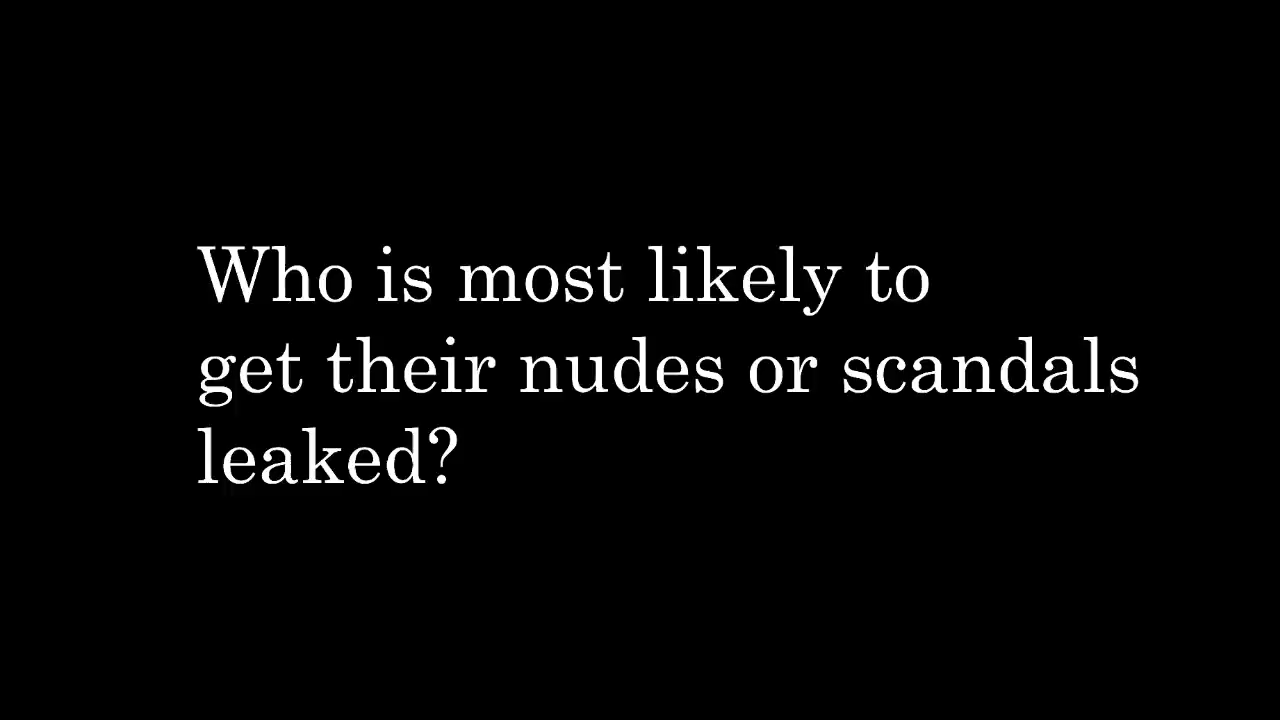 Who is most likely to
get their nudes or scandals
leaked?